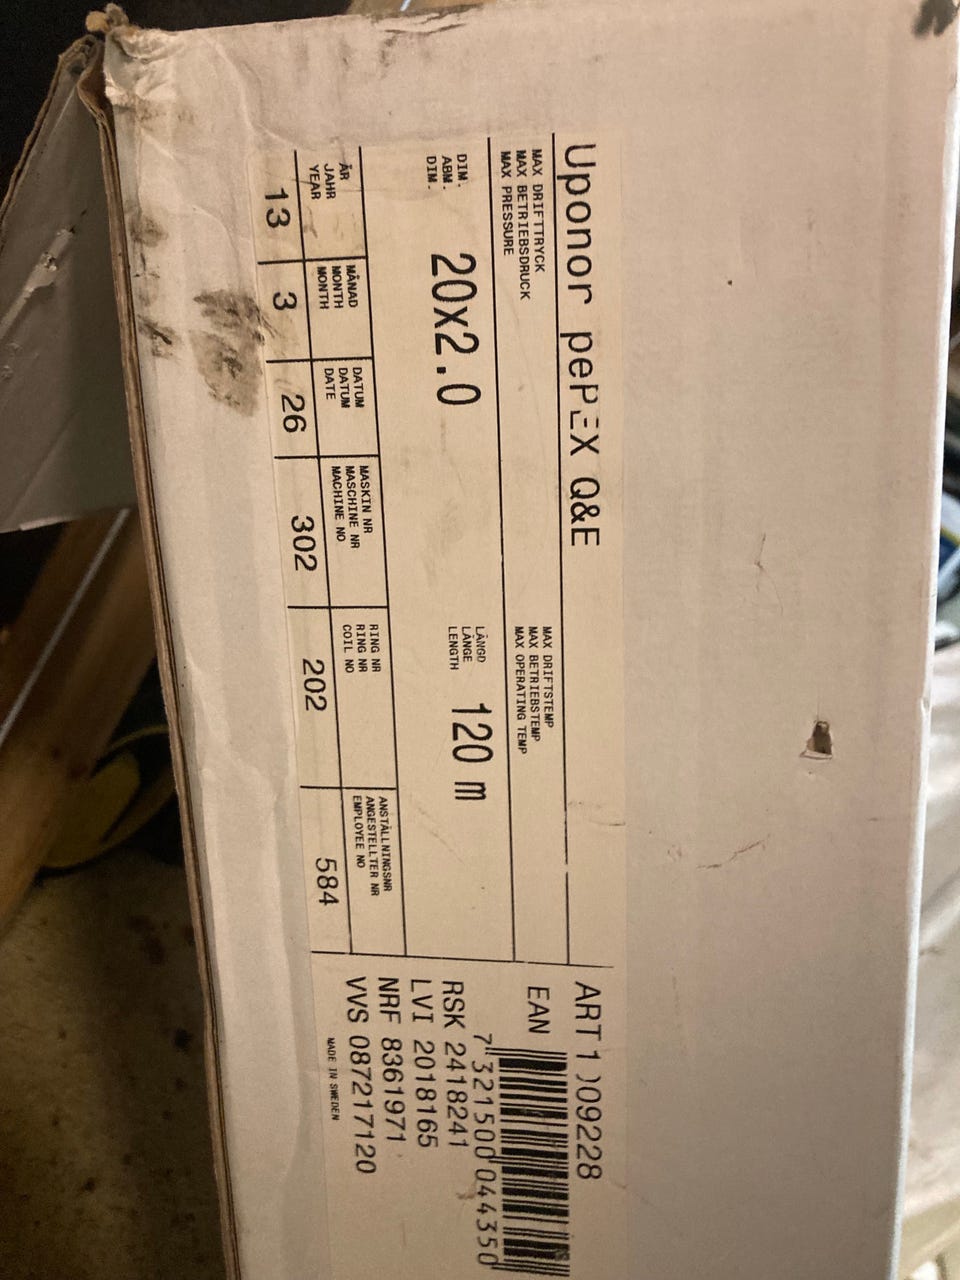 Uponor pePEX Q&E
MAX DRIFTTRYCK
MAX BETRIEBSDRUCK
MAX PRESSURE
MAX DRIFTSTEMP
MAX BETRIEBSTEMP
MAX OPERATING TEMP
DIM.
ABM.
DIM.
20x2.0
LÄNGD
LÄNGE
LENGTH
120 m
ÅR
JAHR
YEAR
13
MÅNAD
MONTH
MONTH
3
DATUM
DATUM
DATE
26
MASKIN NR
MASCHINE NR
MACHINE NO
302
RING NR
RING NR
COIL NO
202
ANSTÄLLNINGSNR
ANGESTELLTER NR
EMPLOYEE NO
584
ART 1009228
EAN
7 321500 044350
RSK 2418241
LVI 2018165
NRF 8361971
VVS 087217120
MADE IN SWEDEN